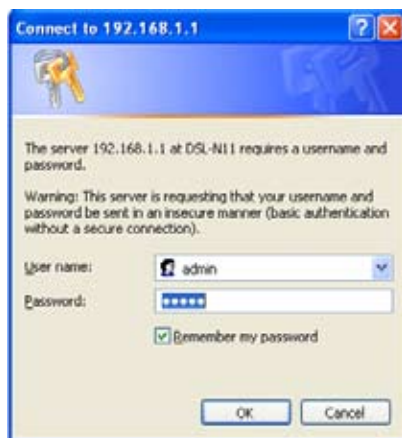 Connect to 192.168.1.1
The server 192.168.1.1 at DSL-N11 requires a username and
password.
Warning: This server is requesting that your username and
password be sent in an insecure manner (basic authentication
without a secure connection).
User name:
admin
Password:
•••••
Remember my password
OK
Cancel